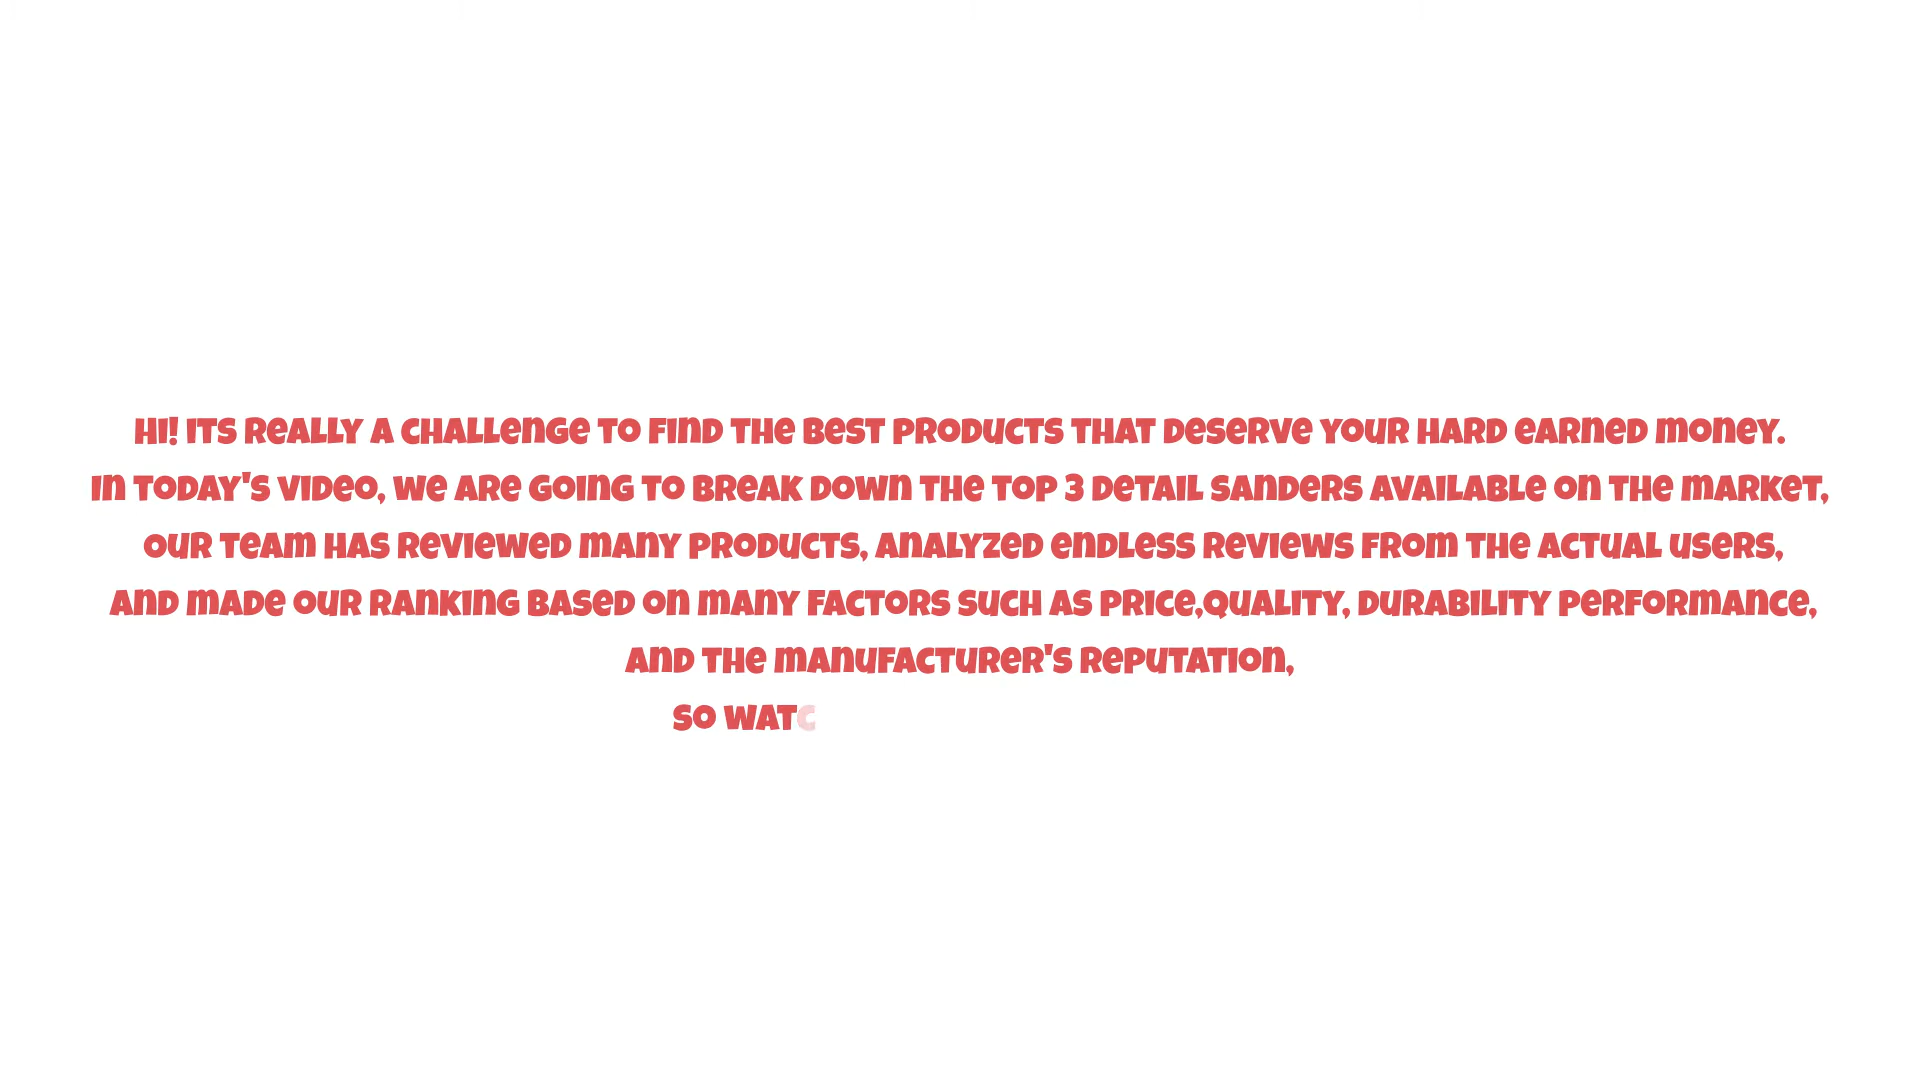 Hi! Its really a challenge to find the best products that deserve your hard earned money.
In today's video, we are going to break down the top 3 detail sanders available on the market,
our team has reviewed many products, analyzed endless reviews from the actual users,
and made our ranking based on many factors such as price,quality, durability performance,
and the manufacturer's reputation,
so watc